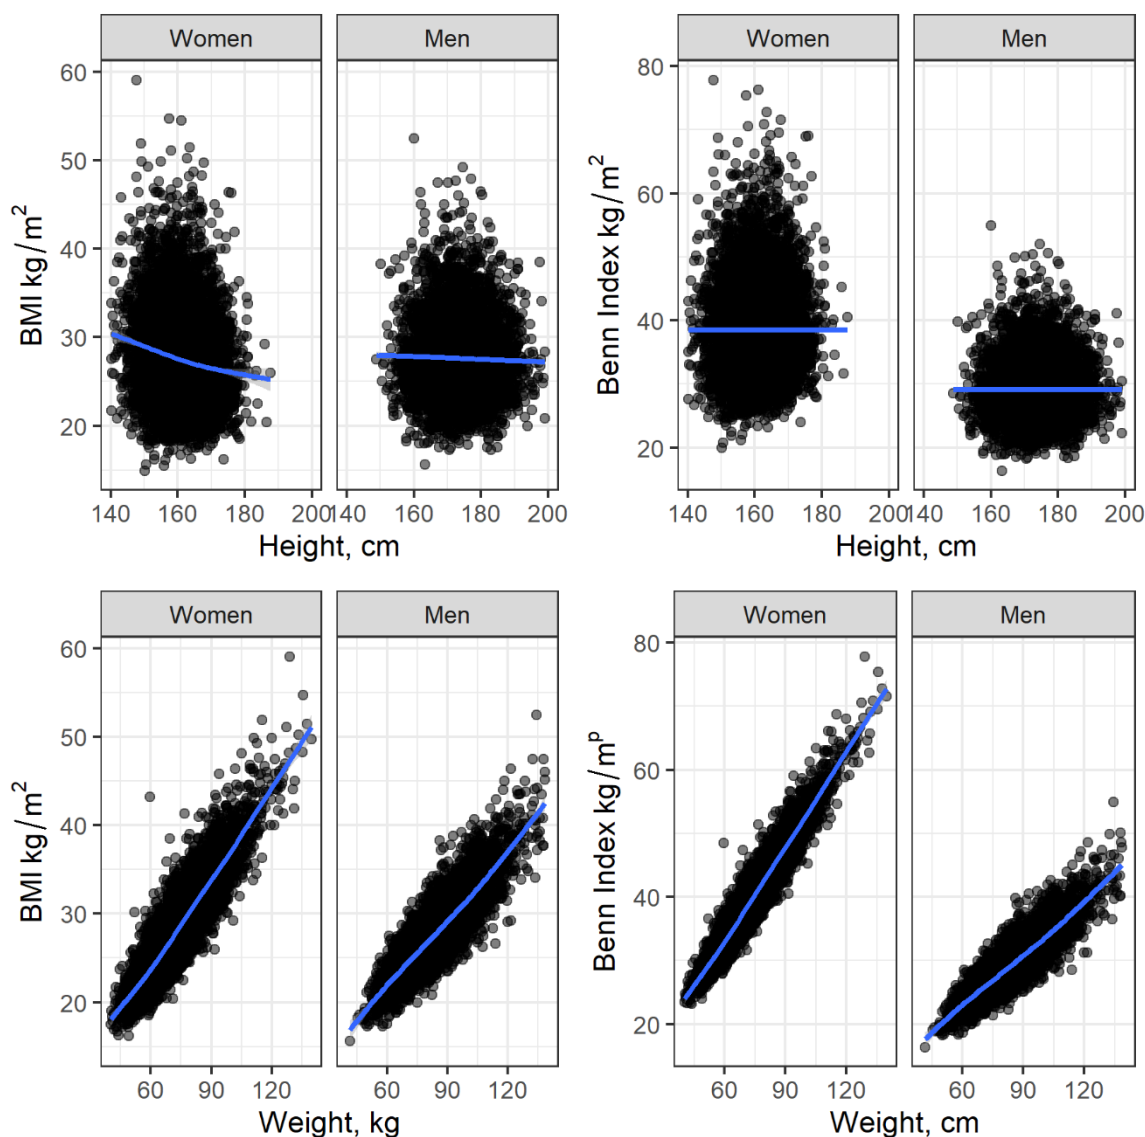 Women Men Women Men
60
50
40
30
20
BMI kg/m²
80
60
40
20
Benn Index kg/m²
140 160 180 200 140 160 180 200 140 160 180 200 140 160 180 200
Height, cm Height, cm
Women Men Women Men
60
50
40
30
20
BMI kg/m²
80
60
40
20
Benn Index kg/mᵖ
60 90 120 60 90 120 60 90 120 60 90 120
Weight, kg Weight, cm